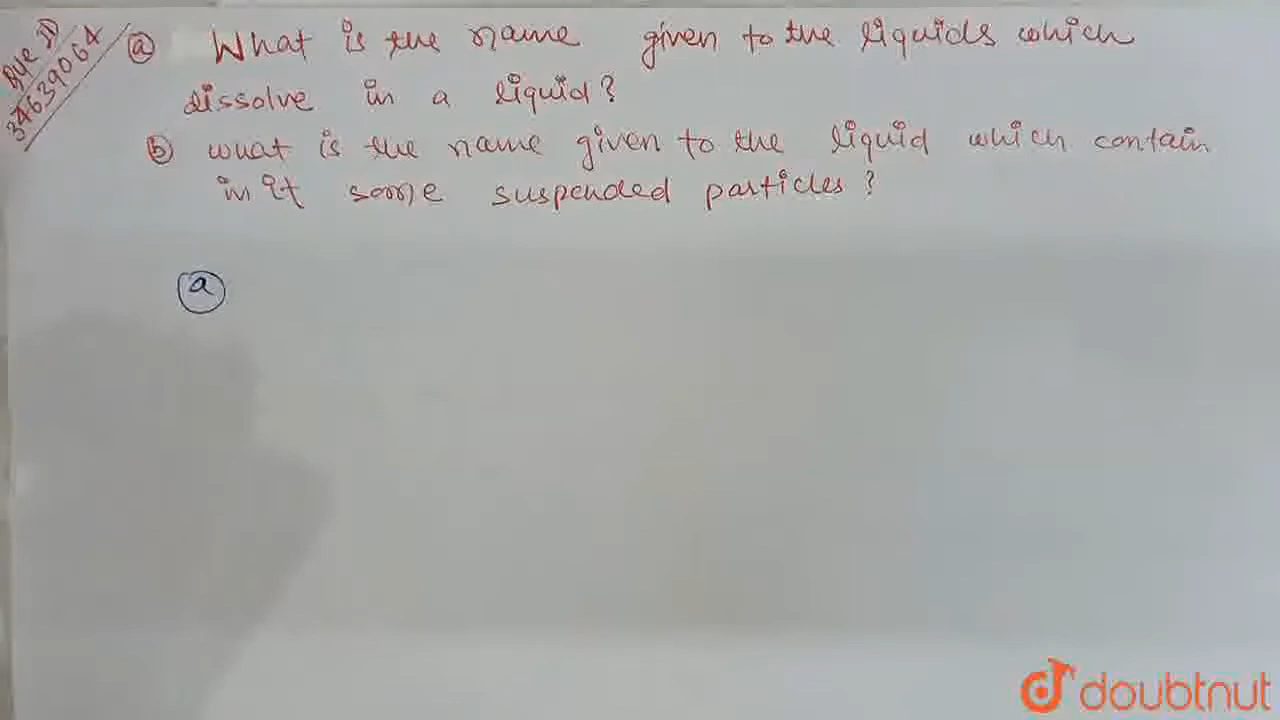 Que ID
34639064
(a) What is the name given to the liquids which
dissolve in a liquid?
(b) what is the name given to the liquid which contain
in it some suspended particles?
(a)
doubtnut